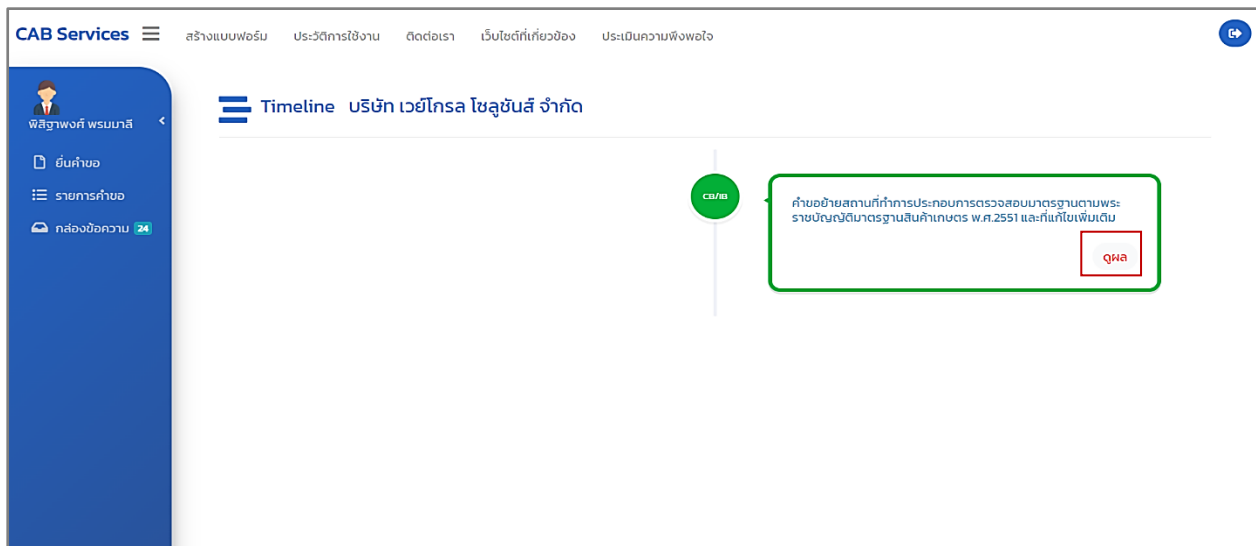 CAB Services สร้างแบบฟอร์ม ประวัติการใช้งาน ติดต่อเรา เว็บไซต์ที่เกี่ยวข้อง ประเมินความพึงพอใจ
พิสิฐาพงศ์ พรมมาลี
ยื่นคำขอ
รายการคำขอ
กล่องข้อความ 24
Timeline บริษัท เวย์โกรล โซลูชันส์ จำกัด
CB/IB
คำขอย้ายสถานที่ทำการประกอบการตรวจสอบมาตรฐานตามพระ
ราชบัญญัติมาตรฐานสินค้าเกษตร พ.ศ.2551 และที่แก้ไขเพิ่มเติม
ดูผล